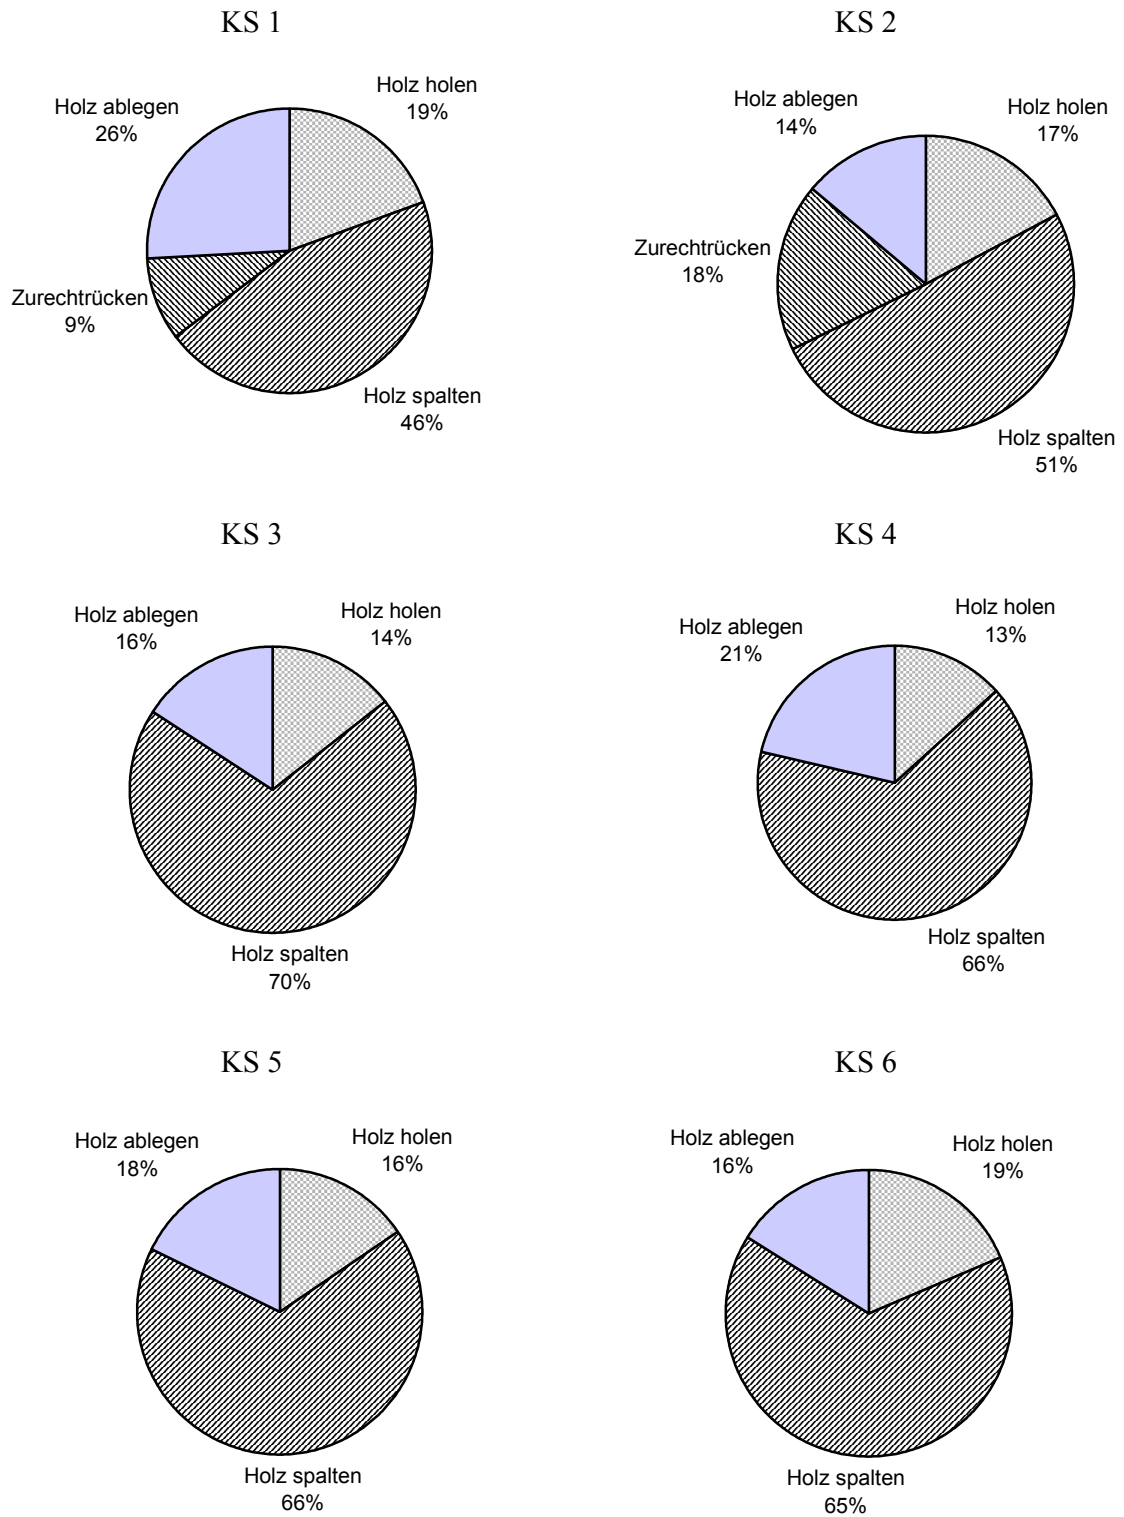 KS 1
Holz ablegen
26%
Holz holen
19%
Zurechtrücken
9%
Holz spalten
46%
KS 2
Holz ablegen
14%
Holz holen
17%
Zurechtrücken
18%
Holz spalten
51%
KS 3
Holz ablegen
16%
Holz holen
14%
Holz spalten
70%
KS 4
Holz ablegen
21%
Holz holen
13%
Holz spalten
66%
KS 5
Holz ablegen
18%
Holz holen
16%
Holz spalten
66%
KS 6
Holz ablegen
16%
Holz holen
19%
Holz spalten
65%